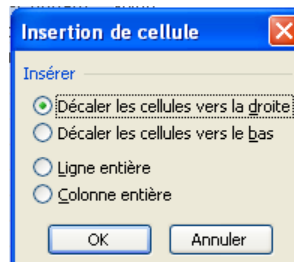 Insertion de cellule
Insérer
Décaler les cellules vers la droite
Décaler les cellules vers le bas
Ligne entière
Colonne entière
OK
Annuler